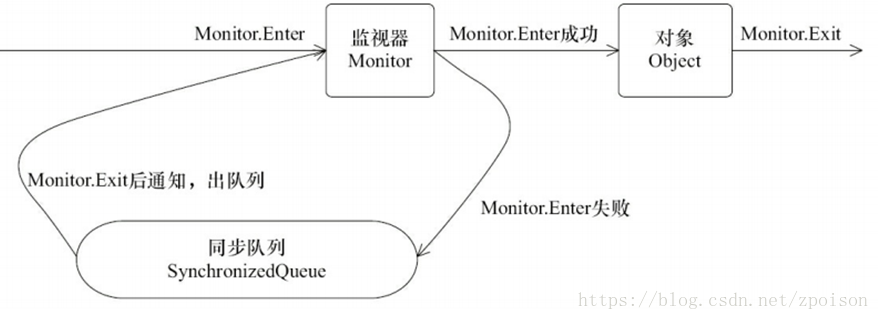 Monitor.Enter
监视器
Monitor
Monitor.Enter成功
对象
Object
Monitor.Exit
Monitor.Exit后通知，出队列
Monitor.Enter失败
同步队列
SynchronizedQueue
https://blog.csdn.net/zpoison